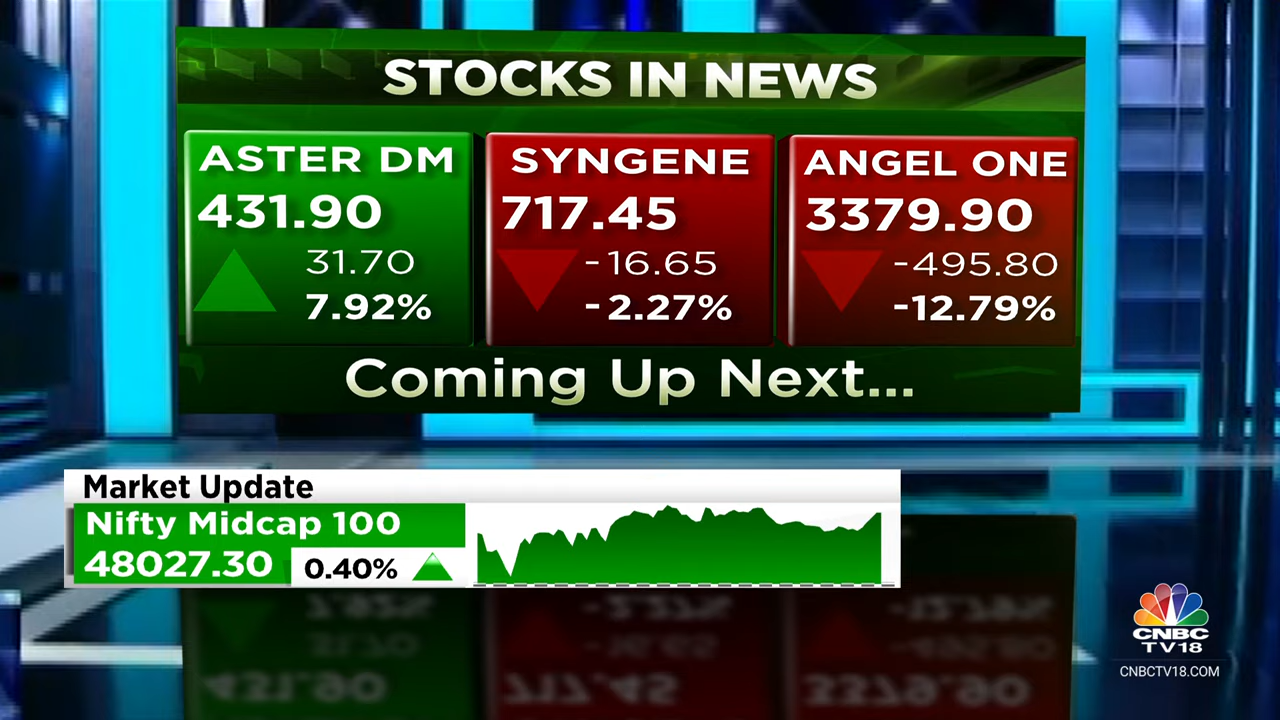 STOCKS IN NEWS
ASTER DM
431.90
31.70
7.92%
SYNGENE
717.45
-16.65
-2.27%
ANGEL ONE
3379.90
-495.80
-12.79%
Coming Up Next...
Market Update
Nifty Midcap 100
48027.30 0.40%
CNBC
TV18
CNBCTV18.COM